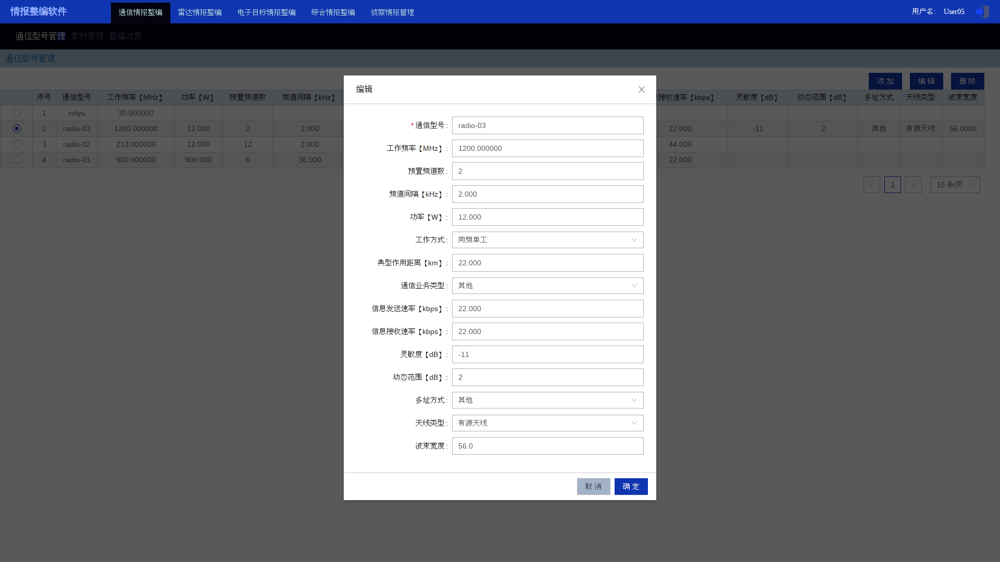 情报整编软件 通信情报整编 雷达情报整编 电子目标情报整编 综合情报整编 侦察情报管理 用户名: User05
通信型号管理 素材管理 整编对象
通信型号管理
添加 编辑 删除
序号 通信型号 工作频率【MHz】 功率【W】 预置频道数 频道间隔【kHz】 接收速率【kbps】 灵敏度【dB】 动态范围【dB】 多址方式 天线类型 波束宽度
1 rutyu 30.000000
2 radio-03 1200.000000 12.000 2 2.000 22.000 -11 2 其他 有源天线 56.0000
3 radio-02 213.000000 12.000 12 2.000 44.000
4 radio-01 900.000000 900.000 6 36.000 22.000
< 1 > 10 条/页
编辑 X
* 通信型号: radio-03
工作频率【MHz】: 1200.000000
预置频道数: 2
频道间隔【kHz】: 2.000
功率【W】: 12.000
工作方式: 同频单工
典型作用距离【km】: 22.000
通信业务类型: 其他
信息发送速率【kbps】: 22.000
信息接收速率【kbps】: 22.000
灵敏度【dB】: -11
动态范围【dB】: 2
多址方式: 其他
天线类型: 有源天线
波束宽度: 56.0
取消 确定